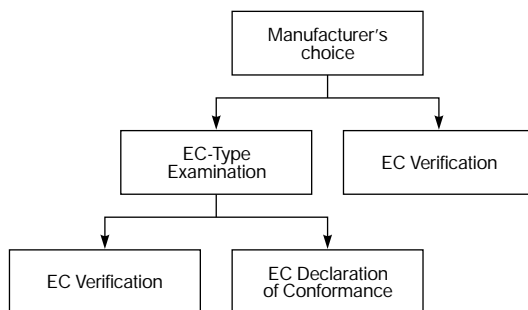 Manufacturer's
choice
EC-Type
Examination
EC Verification
EC Verification
EC Declaration
of Conformance